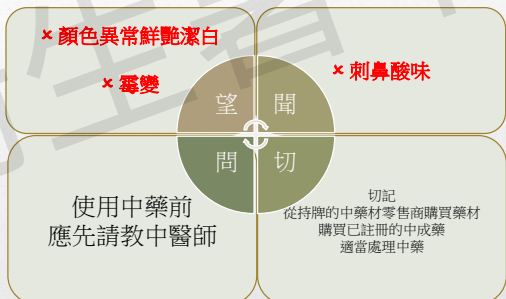 × 顏色異常鮮艷潔白
× 霉變
× 刺鼻酸味
望
聞
問
切
使用中藥前
應先請教中醫師
切記
從持牌的中藥材零售商購買藥材
購買已註冊的中成藥
適當處理中藥